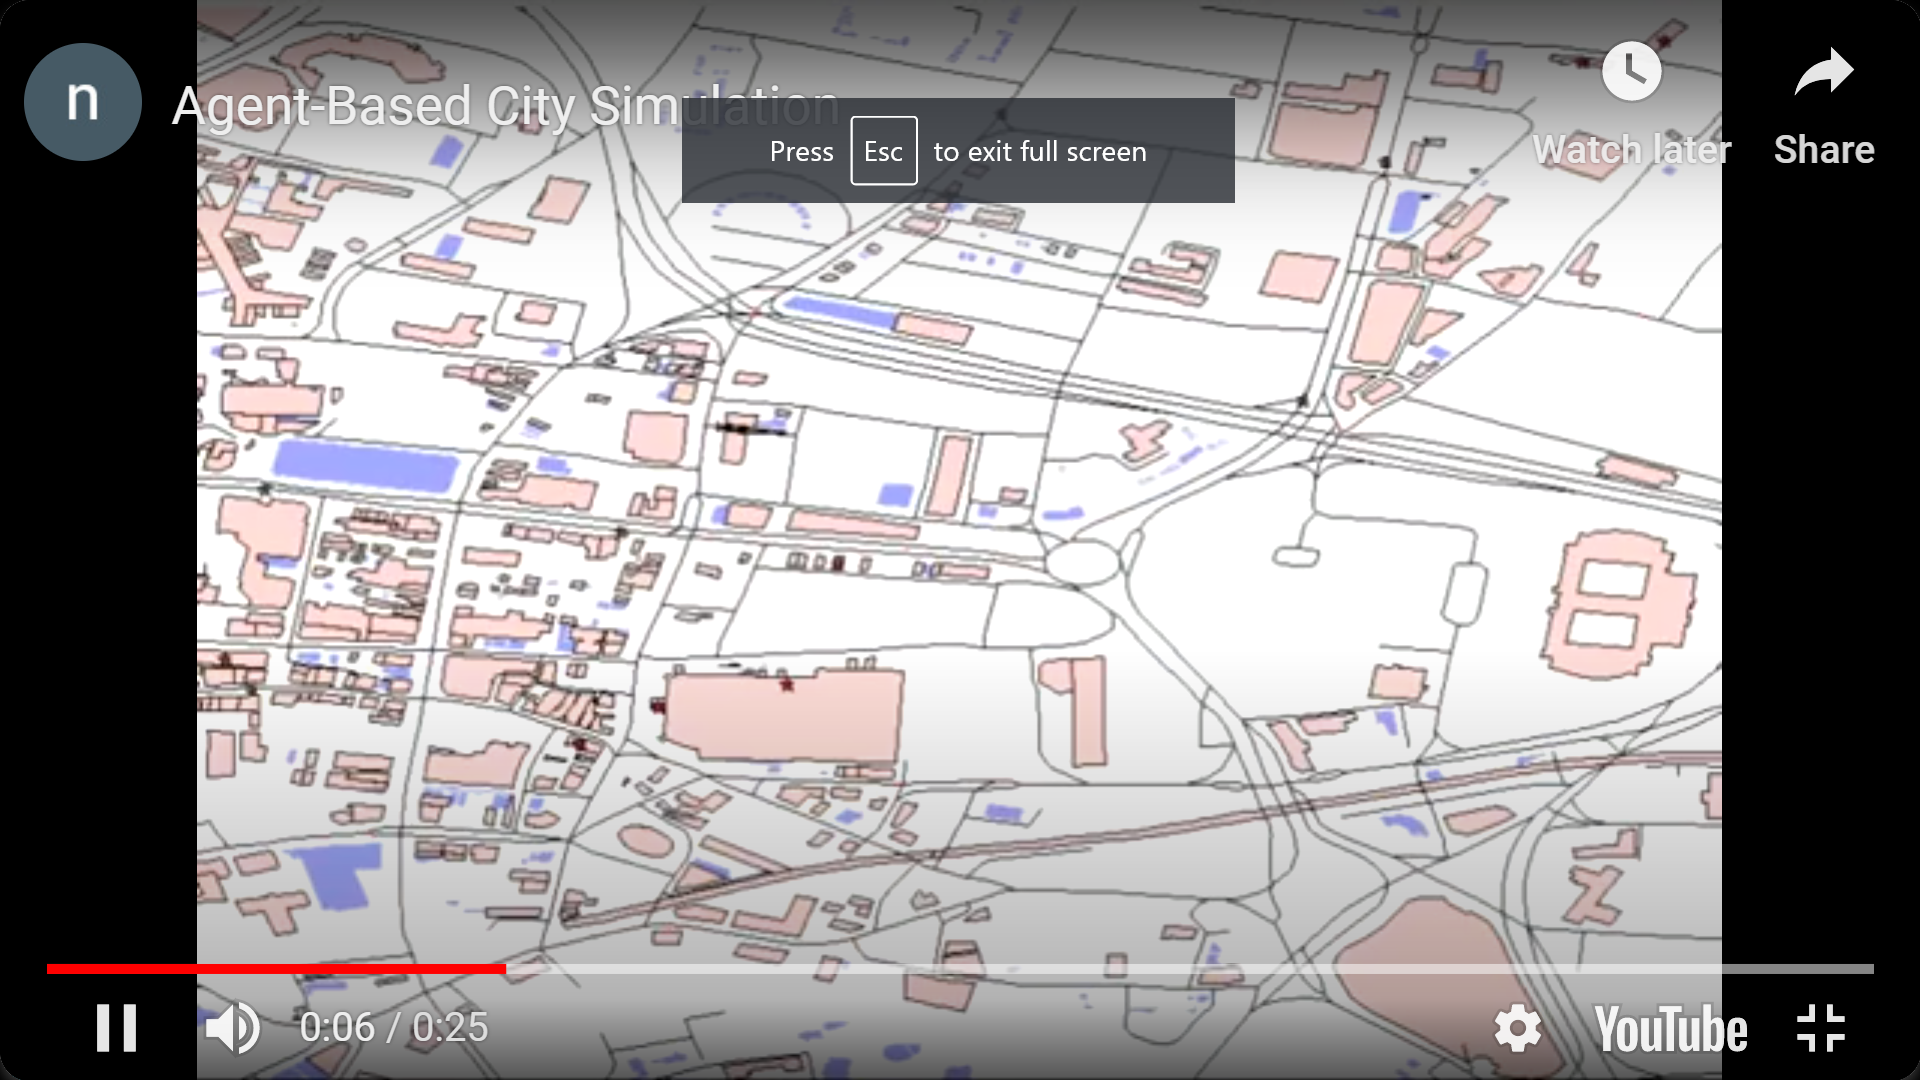 n
Agent-Based City Simulation
Press Esc to exit full screen
Watch later
Share
0:06 / 0:25
YouTube